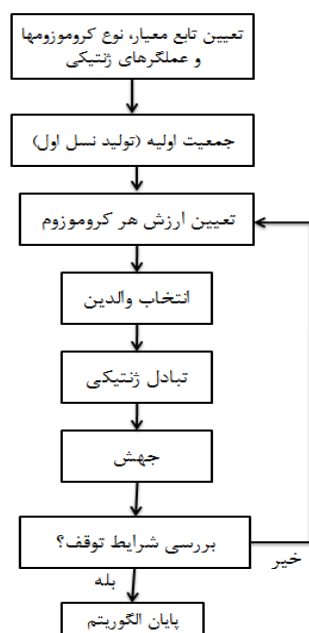 تعیین تابع معیار، نوع کروموزومها
و عملگرهای ژنتیکی
جمعیت اولیه (تولید نسل اول)
تعیین ارزش هر کروموزوم
انتخاب والدین
تبادل ژنتیکی
جهش
بررسی شرایط توقف؟
خیر
بله
پایان الگوریتم